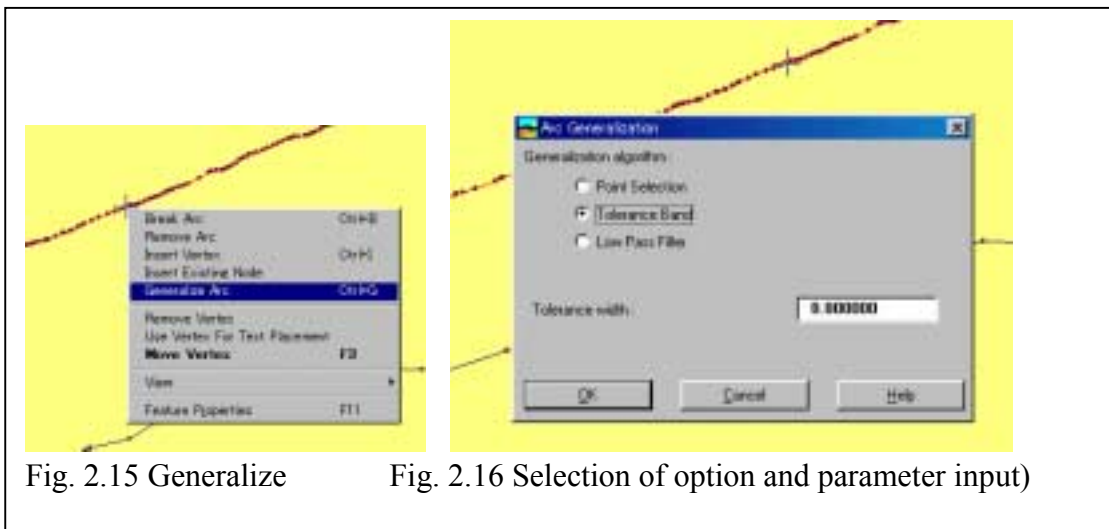 Break Arc Ctrl+B
Remove Arc
Insert Vertex Ctrl+I
Insert Existing Node
Generalize Arc Ctrl+G
Remove Vertex
Use Vertex For Text Placement
Move Vertex F3
View
Feature Properties F11
Arc Generalization
Generalization algorithm
Point Selection
Tolerance Band
Low Pass Filter
Tolerance width:
0.000000
OK
Cancel
Help
Fig. 2.15 Generalize Fig. 2.16 Selection of option and parameter input)